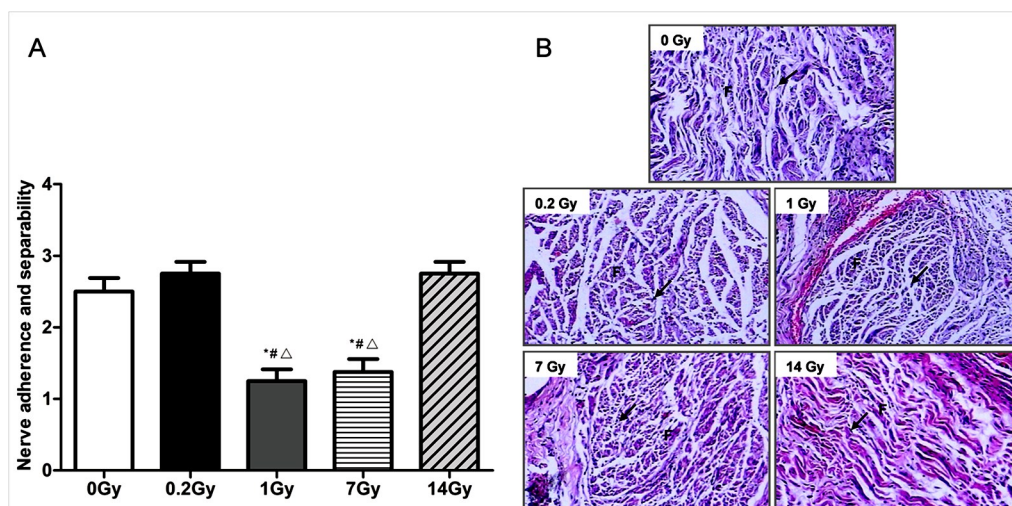 A
Nerve adherence and separability
4
3
2
1
0
*# △
*# △
0Gy
0.2Gy
1Gy
7Gy
14Gy
B
0 Gy
F
0.2 Gy
F
1 Gy
F
7 Gy
F
14 Gy
F